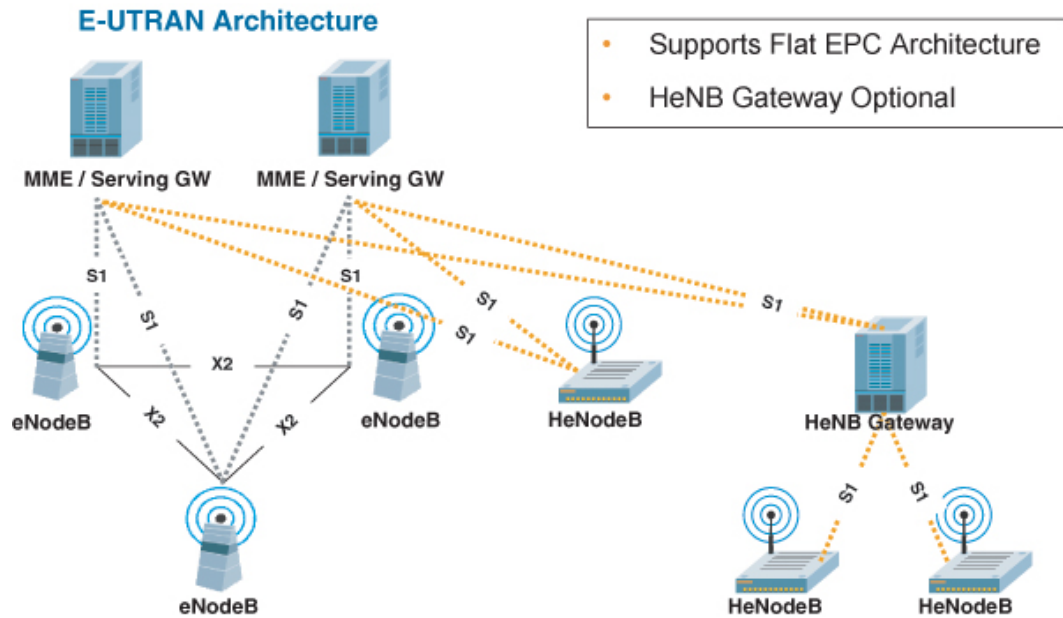 E-UTRAN Architecture
• Supports Flat EPC Architecture
• HeNB Gateway Optional
MME / Serving GW
MME / Serving GW
S1
S1
S1
S1
S1
S1
S1
X2
X2
X2
eNodeB
eNodeB
HeNodeB
HeNB Gateway
S1
S1
eNodeB
HeNodeB
HeNodeB